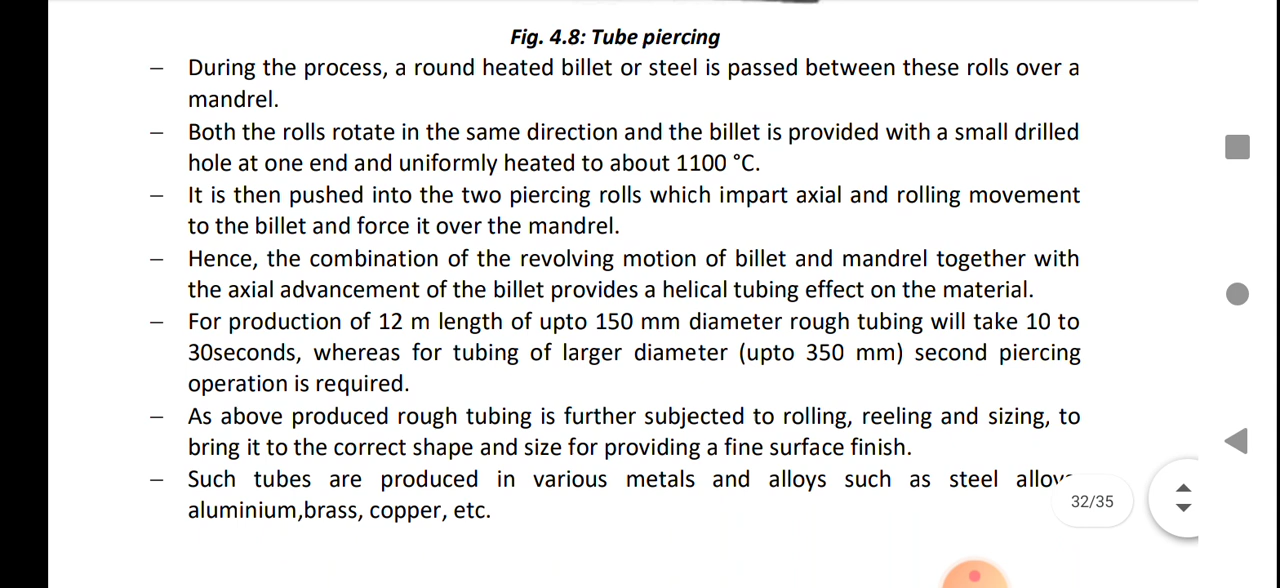 Fig. 4.8: Tube piercing
– During the process, a round heated billet or steel is passed between these rolls over a
mandrel.
– Both the rolls rotate in the same direction and the billet is provided with a small drilled
hole at one end and uniformly heated to about 1100 °C.
– It is then pushed into the two piercing rolls which impart axial and rolling movement
to the billet and force it over the mandrel.
– Hence, the combination of the revolving motion of billet and mandrel together with
the axial advancement of the billet provides a helical tubing effect on the material.
– For production of 12 m length of upto 150 mm diameter rough tubing will take 10 to
30seconds, whereas for tubing of larger diameter (upto 350 mm) second piercing
operation is required.
– As above produced rough tubing is further subjected to rolling, reeling and sizing, to
bring it to the correct shape and size for providing a fine surface finish.
– Such tubes are produced in various metals and alloys such as steel
aluminium,brass, copper, etc.
32/35